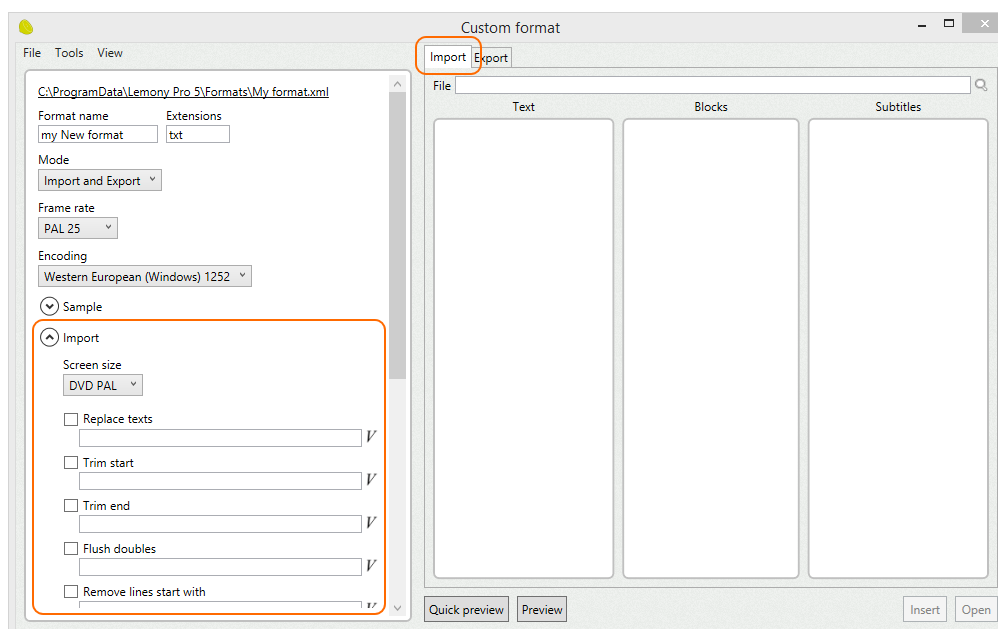 Custom format
File Tools View
C:\ProgramData\Lemony Pro 5\Formats\My format.xml
Format name Extensions
my New format txt
Mode
Import and Export
Frame rate
PAL 25
Encoding
Western European (Windows) 1252
Sample
Import
Screen size
DVD PAL
Replace texts
V
Trim start
V
Trim end
V
Flush doubles
V
Remove lines start with
V
Import Export
File
Text Blocks Subtitles
Quick preview Preview Insert Open